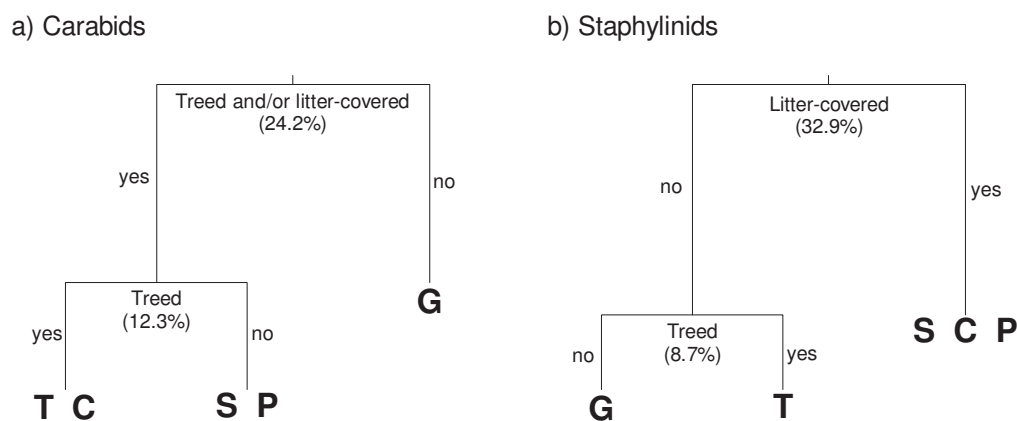 a) Carabids
Treed and/or litter-covered
(24.2%)
yes
no
Treed
(12.3%)
yes
no
G
T C
S P
b) Staphylinids
Litter-covered
(32.9%)
no
yes
Treed
(8.7%)
no
yes
S C P
G
T